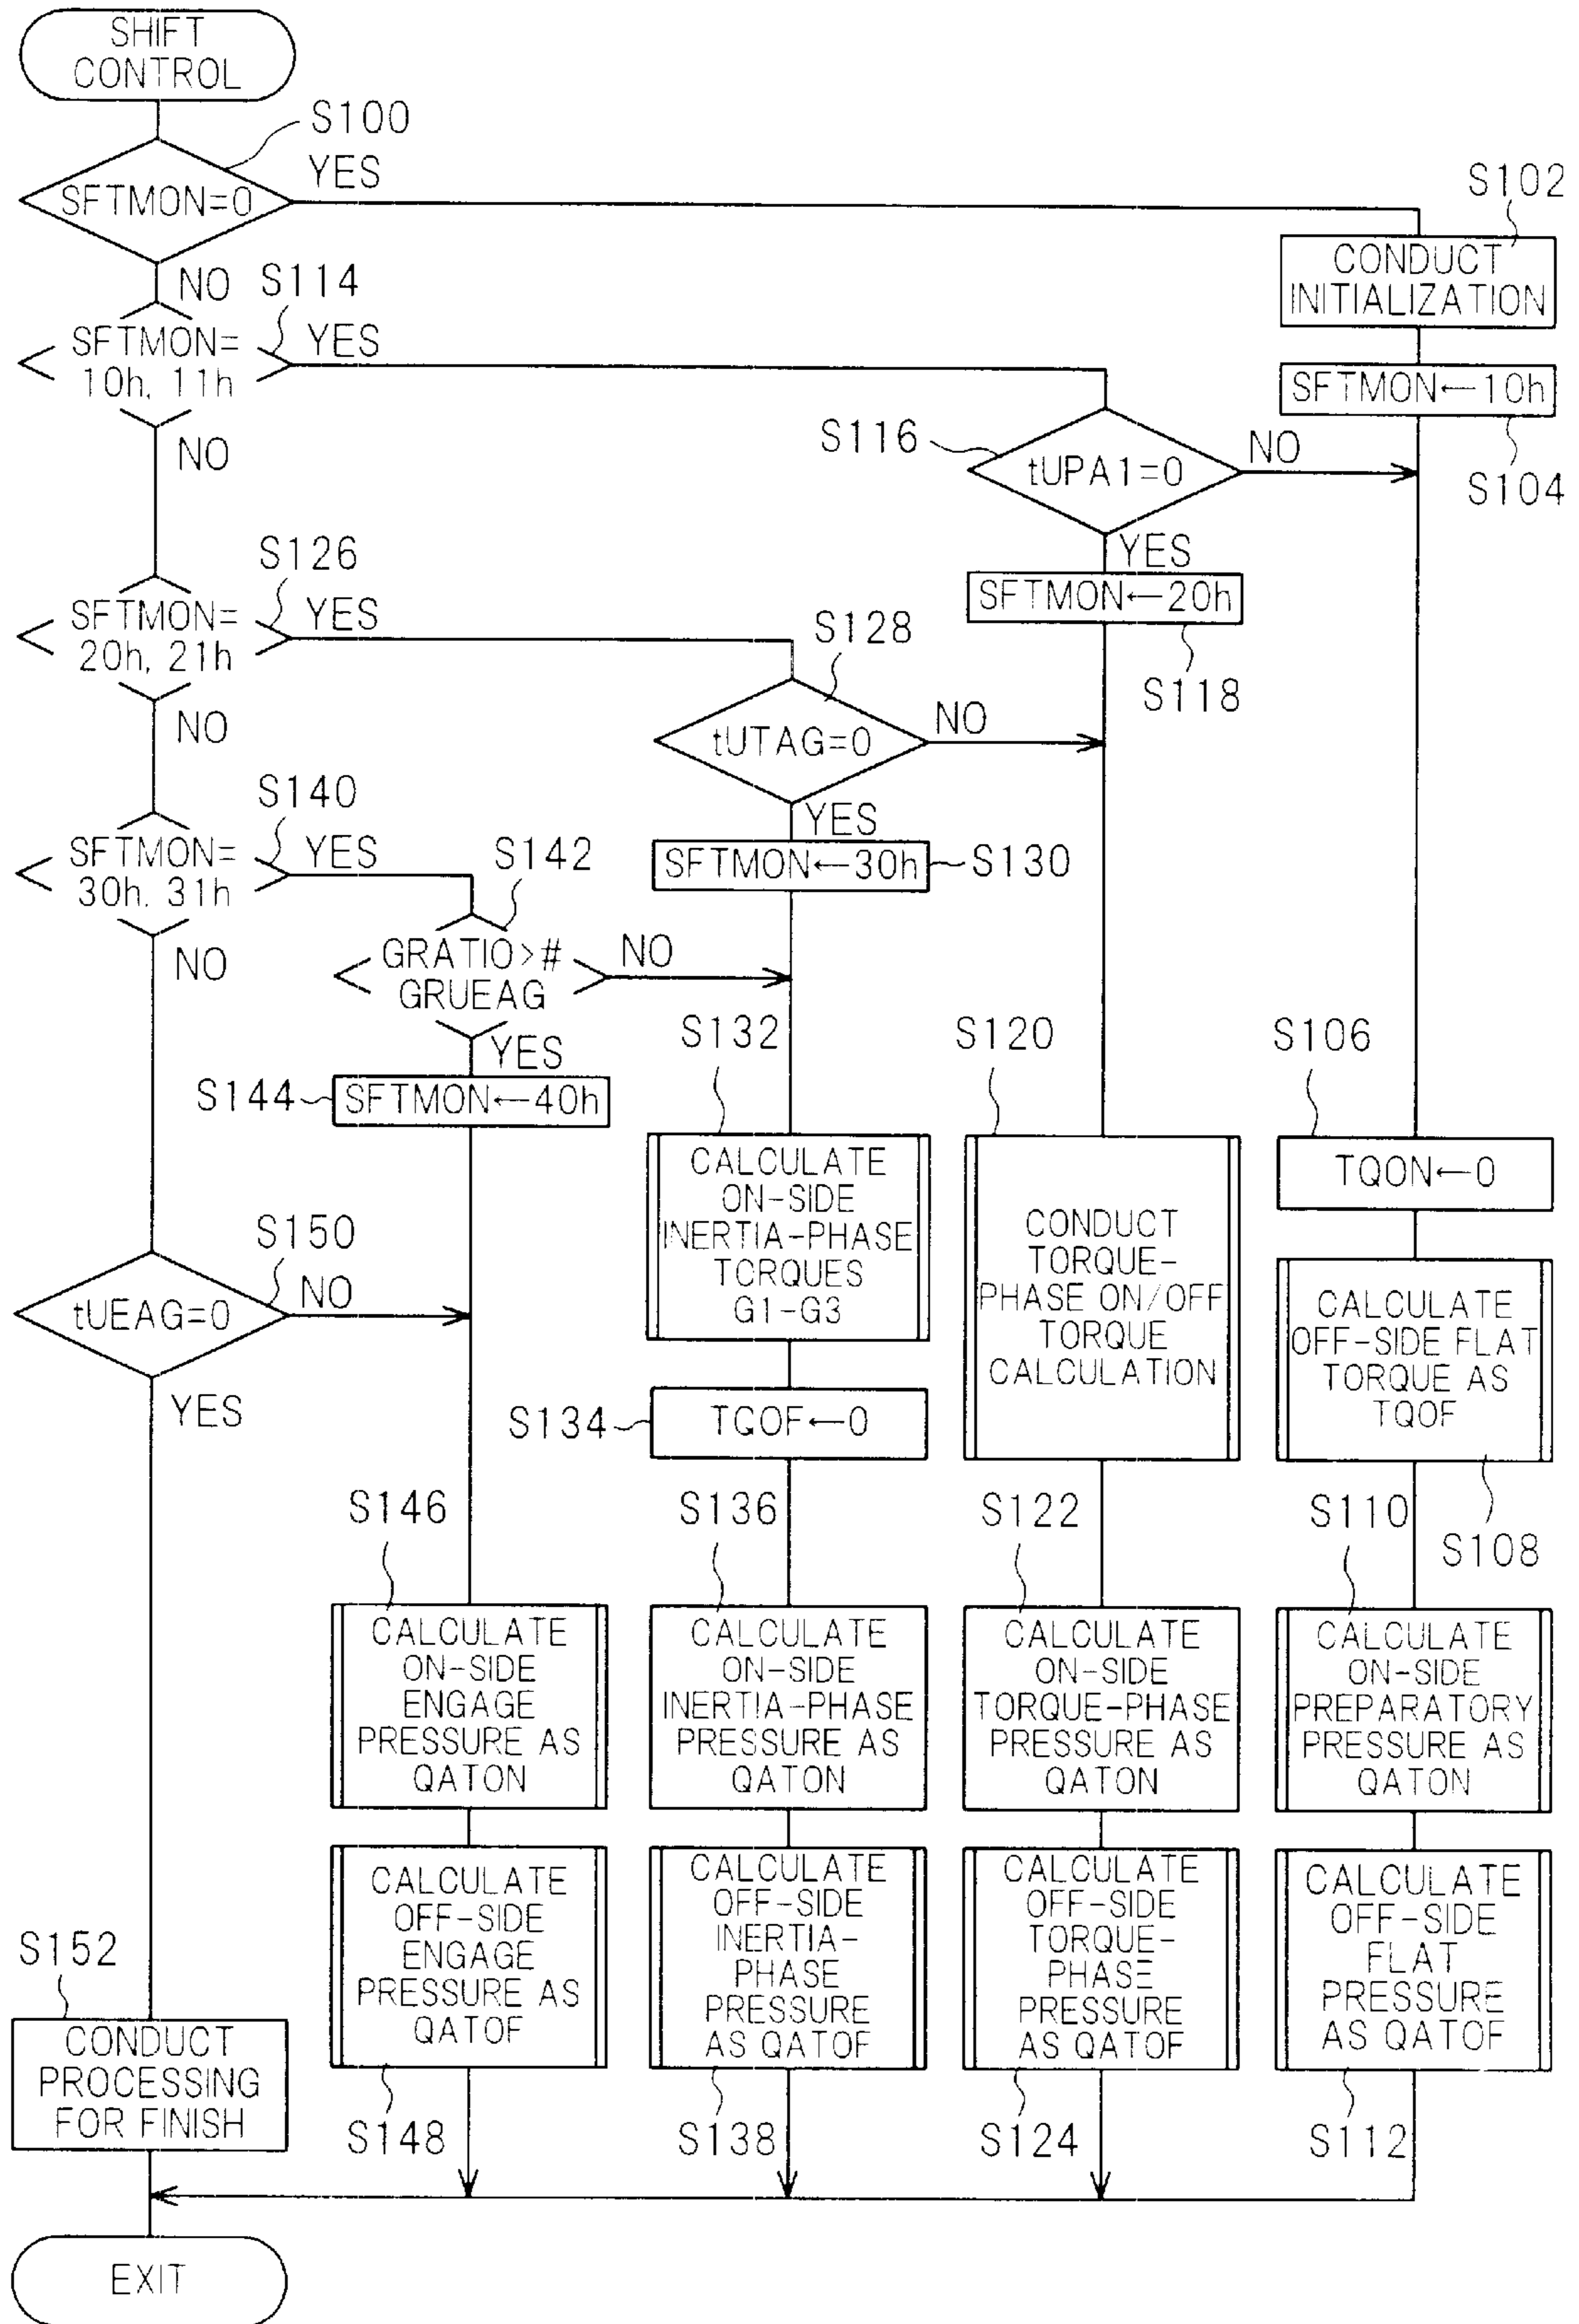 SHIFT
CONTROL
S100
SFTMON=0
YES
NO
S102
CONDUCT
INITIALIZATION
S104
SFTMON←10h
S114
SFTMON=
10h, 11h
YES
NO
S116
tUPA1=0
NO
YES
SFTMON←20h
S118
S126
SFTMON=
20h, 21h
YES
NO
S128
tUTAG=0
NO
YES
SFTMON←30h
S130
S140
SFTMON=
30h, 31h
YES
NO
S142
GRATIO>#
GRUEAG
NO
YES
S144
SFTMON←40h
S132
CALCULATE
ON-SIDE
INERTIA-PHASE
TORQUES
G1-G3
S120
CONDUCT
TORQUE-
PHASE ON/OFF
TORQUE
CALCULATION
S106
TQON←0
CALCULATE
OFF-SIDE FLAT
TORQUE AS
TQOF
S108
S150
tUEAG=0
NO
YES
S134
TQOF←0
S146
CALCULATE
ON-SIDE
ENGAGE
PRESSURE AS
QATON
S136
CALCULATE
ON-SIDE
INERTIA-PHASE
PRESSURE AS
QATON
S122
CALCULATE
ON-SIDE
TORQUE-PHASE
PRESSURE AS
QATON
S110
CALCULATE
ON-SIDE
PREPARATORY
PRESSURE AS
QATON
CALCULATE
OFF-SIDE
ENGAGE
PRESSURE AS
QATOF
S148
CALCULATE
OFF-SIDE
INERTIA-
PHASE
PRESSURE
AS QATOF
S138
CALCULATE
OFF-SIDE
TORQUE-
PHASE
PRESSURE
AS QATOF
S124
CALCULATE
OFF-SIDE
FLAT
PRESSURE
AS QATOF
S112
S152
CONDUCT
PROCESSING
FOR FINISH
EXIT